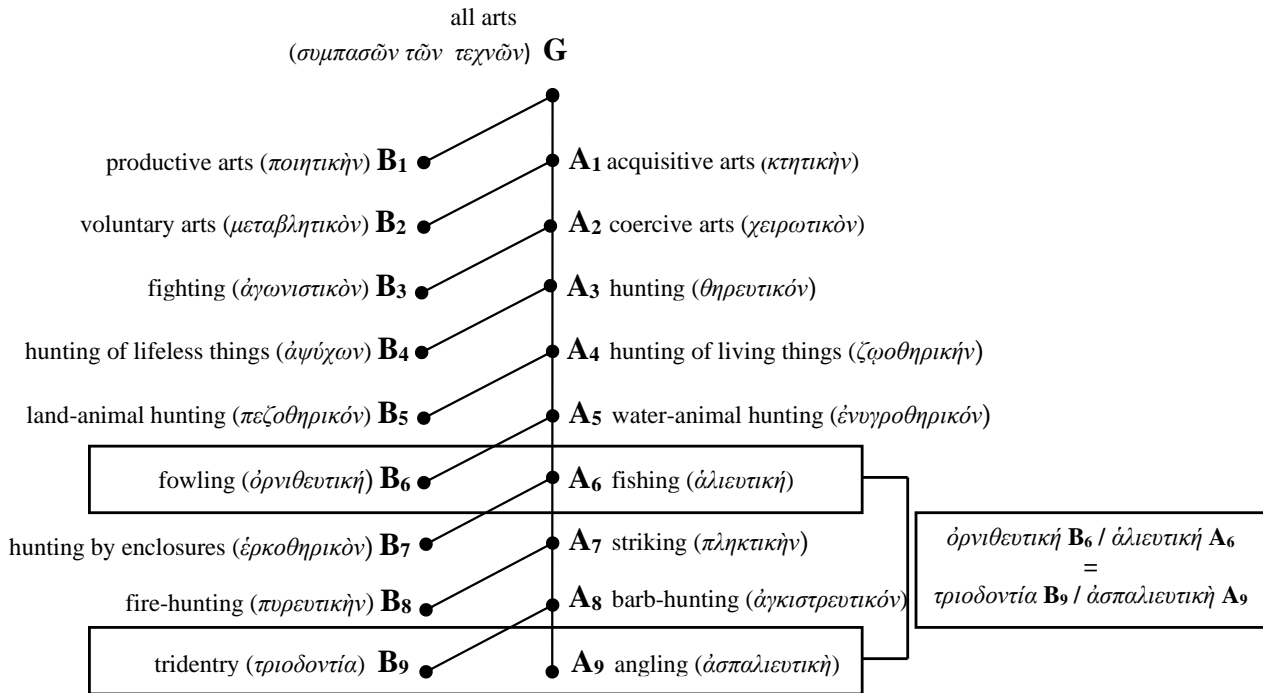 all arts
(συμπασῶν τῶν τεχνῶν) G
productive arts (ποιητικὴν) B1
A1 acquisitive arts (κτητικὴν)
voluntary arts (μεταβλητικὸν) B2
A2 coercive arts (χειρωτικὸν)
fighting (ἀγωνιστικὸν) B3
A3 hunting (θηρευτικόν)
hunting of lifeless things (ἀψύχων) B4
A4 hunting of living things (ζῳοθηρικήν)
land-animal hunting (πεζοθηρικόν) B5
A5 water-animal hunting (ἐνυγροθηρικόν)
fowling (ὀρνιθευτική) B6
A6 fishing (ἁλιευτική)
hunting by enclosures (ἑρκοθηρικὸν) B7
A7 striking (πληκτικὴν)
fire-hunting (πυρευτικὴν) B8
A8 barb-hunting (ἀγκιστρευτικόν)
tridentry (τριοδοντία) B9
A9 angling (ἀσπαλιευτικὴ)
ὀρνιθευτική B6 / ἁλιευτική A6
=
τριοδοντία B9 / ἀσπαλιευτικὴ A9